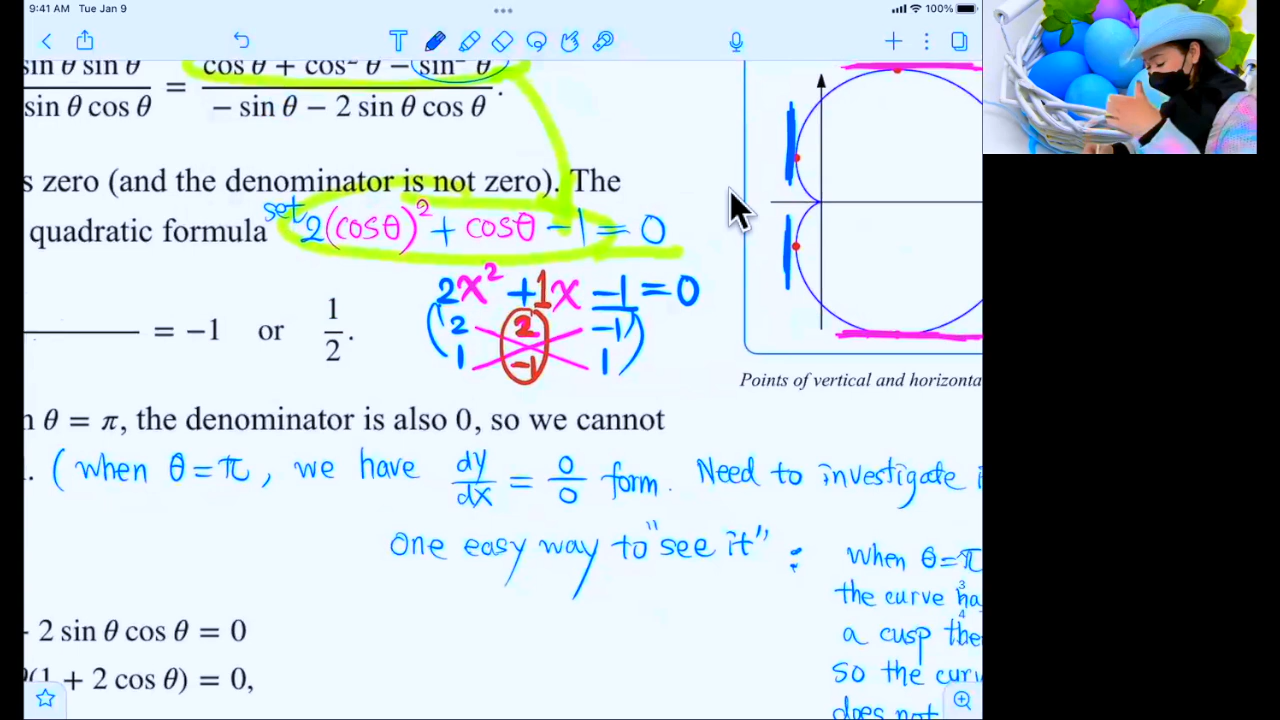 9:41 AM Tue Jan 9
100%
sin θ sin θ / sin θ cos θ = cos θ + cos² θ − sin² θ / − sin θ − 2 sin θ cos θ .
s zero (and the denominator is not zero). The
quadratic formula set 2(cosθ)² + cosθ − 1 = 0
2x² + 1x − 1 = 0
= −1 or 1/2.
(2 2 −1)
1 −1 1
Points of vertical and horizonta
n θ = π, the denominator is also 0, so we cannot
. (when θ = π, we have dy/dx = 0/0 form. Need to investigate i
one easy way to "see it" :
When θ=π
the curve ha
3
4
a cusp the
so the curv
does not
- 2 sin θ cos θ = 0
(1 + 2 cos θ) = 0,